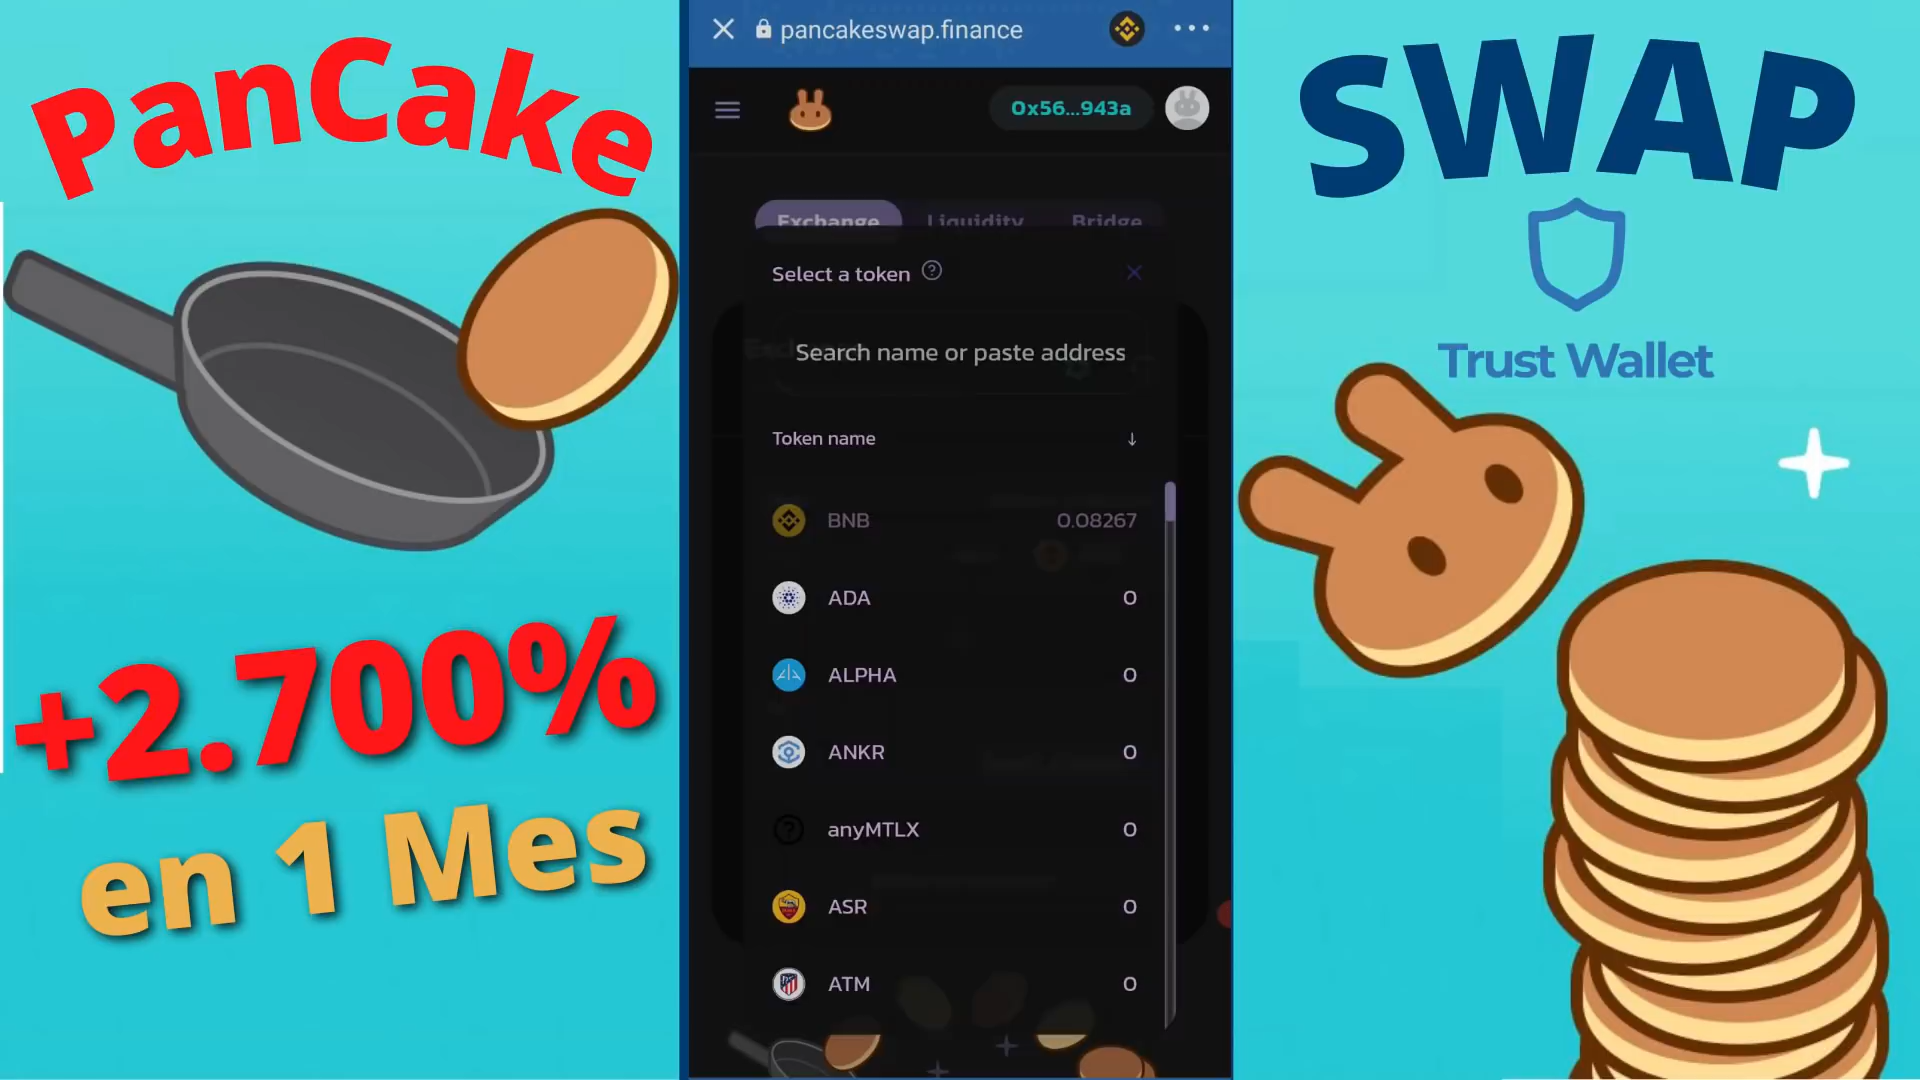 PanCake
+2.700%
en 1 Mes
pancakeswap.finance
0x56...943a
Exchange Liquidity Bridge
Select a token
Search name or paste address
Token name
BNB 0.08267
ADA 0
ALPHA 0
ANKR 0
anyMTLX 0
ASR 0
ATM 0
SWAP
Trust Wallet